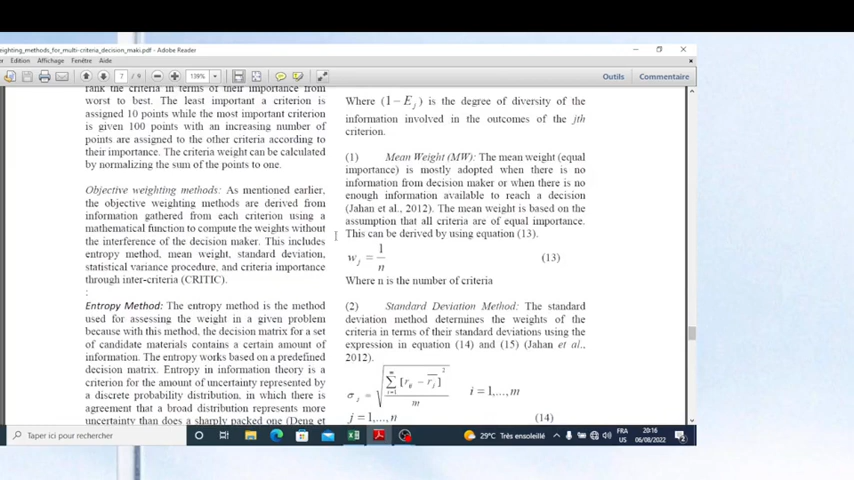 eighting_methods_for_multi-criteria_decision_maki.pdf - Adobe Reader
Edition Affichage Fenêtre Aide
7 / 9 139% Outils Commentaire
rank the criteria in terms of their importance from
worst to best. The least important a criterion is
assigned 10 points while the most important criterion
is given 100 points with an increasing number of
points are assigned to the other criteria according to
their importance. The criteria weight can be calculated
by normalizing the sum of the points to one.
Objective weighting methods: As mentioned earlier,
the objective weighting methods are derived from
information gathered from each criterion using a
mathematical function to compute the weights without
the interference of the decision maker. This includes
entropy method, mean weight, standard deviation,
statistical variance procedure, and criteria importance
through inter-criteria (CRITIC).
:
Entropy Method: The entropy method is the method
used for assessing the weight in a given problem
because with this method, the decision matrix for a set
of candidate materials contains a certain amount of
information. The entropy works based on a predefined
decision matrix. Entropy in information theory is a
criterion for the amount of uncertainty represented by
a discrete probability distribution, in which there is
agreement that a broad distribution represents more
uncertainty than does a sharply packed one (Deng et
Where (1 − E_j) is the degree of diversity of the
information involved in the outcomes of the jth
criterion.
(1) Mean Weight (MW): The mean weight (equal
importance) is mostly adopted when there is no
information from decision maker or when there is no
enough information available to reach a decision
(Jahan et al., 2012). The mean weight is based on the
assumption that all criteria are of equal importance.
This can be derived by using equation (13).
w_j = 1/n (13)
Where n is the number of criteria
(2) Standard Deviation Method: The standard
deviation method determines the weights of the
criteria in terms of their standard deviations using the
expression in equation (14) and (15) (Jahan et al.,
2012).
σ_j = √(∑_{i=1}^{m} [r_ij − r̄_j]² / m) i = 1,...,m
j = 1,...,n (14)
Taper ici pour rechercher 29°C Très ensoleillé FRA 20:16
US 06/08/2022 2